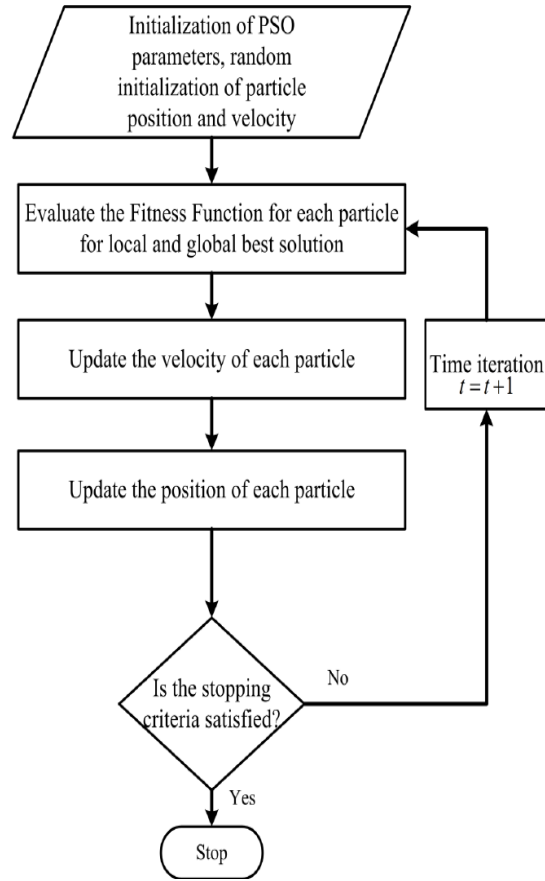 Initialization of PSO
parameters, random
initialization of particle
position and velocity
Evaluate the Fitness Function for each particle
for local and global best solution
Update the velocity of each particle
Time iteration
t = t+1
Update the position of each particle
Is the stopping
criteria satisfied?
No
Yes
Stop